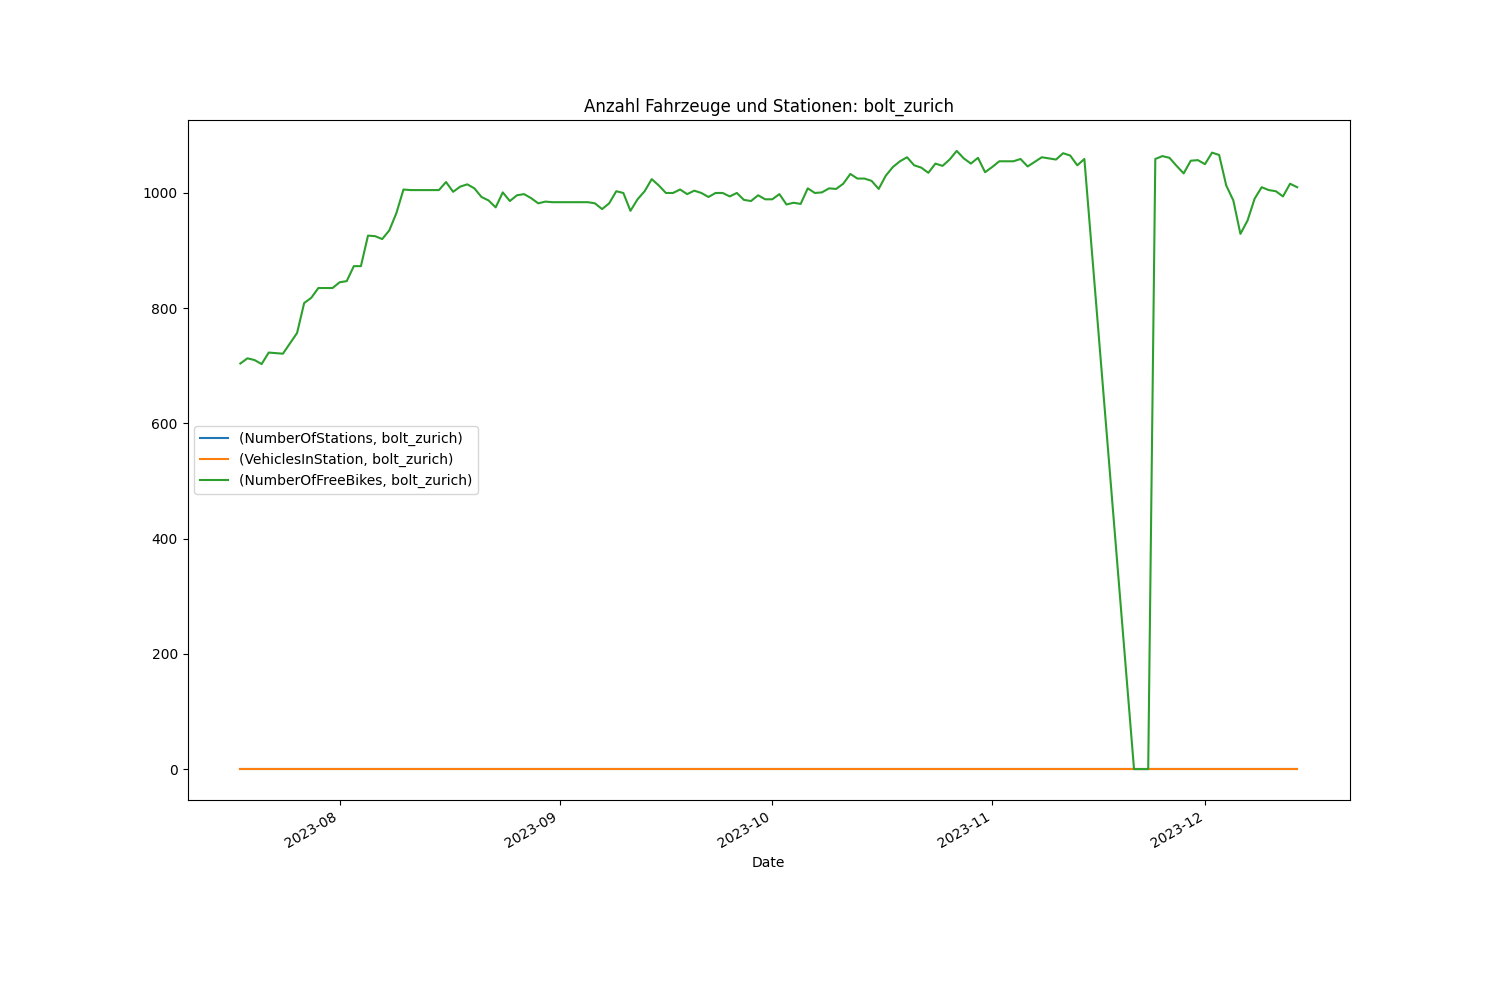 Anzahl Fahrzeuge und Stationen: bolt_zurich
1000
800
600
400
200
0
(NumberOfStations, bolt_zurich)
(VehiclesInStation, bolt_zurich)
(NumberOfFreeBikes, bolt_zurich)
2023-08
2023-09
2023-10
2023-11
2023-12
Date